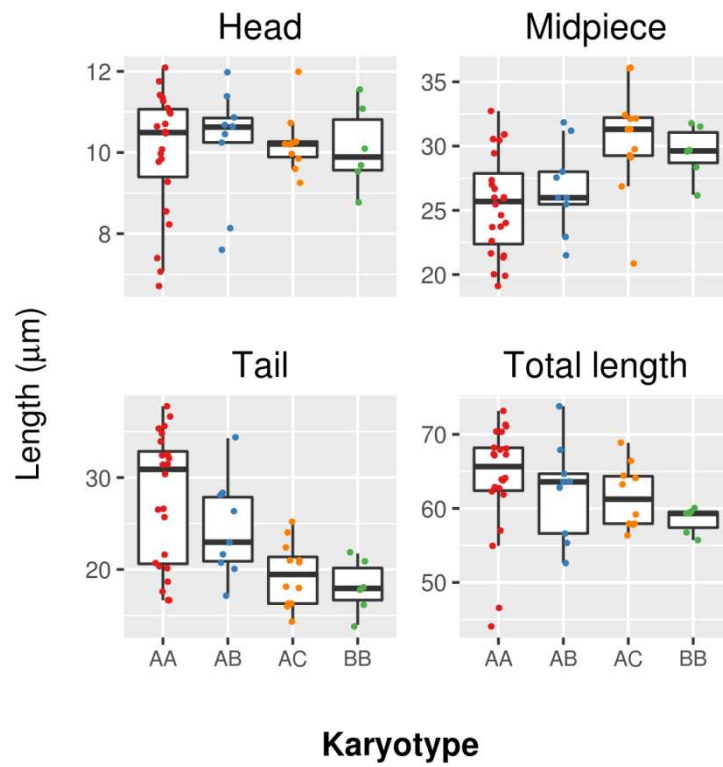 Head
Midpiece
12
10
8
35
30
25
20
Length (μm)
Tail
Total length
30
20
70
60
50
AA AB AC BB
AA AB AC BB
Karyotype